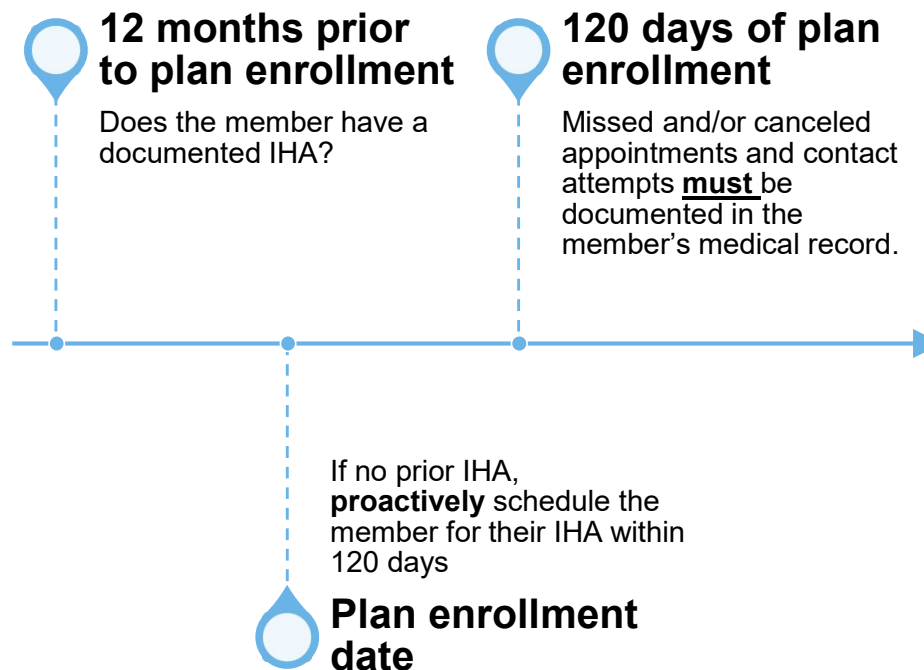 12 months prior
to plan enrollment
Does the member have a
documented IHA?
120 days of plan
enrollment
Missed and/or canceled
appointments and contact
attempts must be
documented in the
member’s medical record.
If no prior IHA,
proactively schedule the
member for their IHA within
120 days
Plan enrollment
date